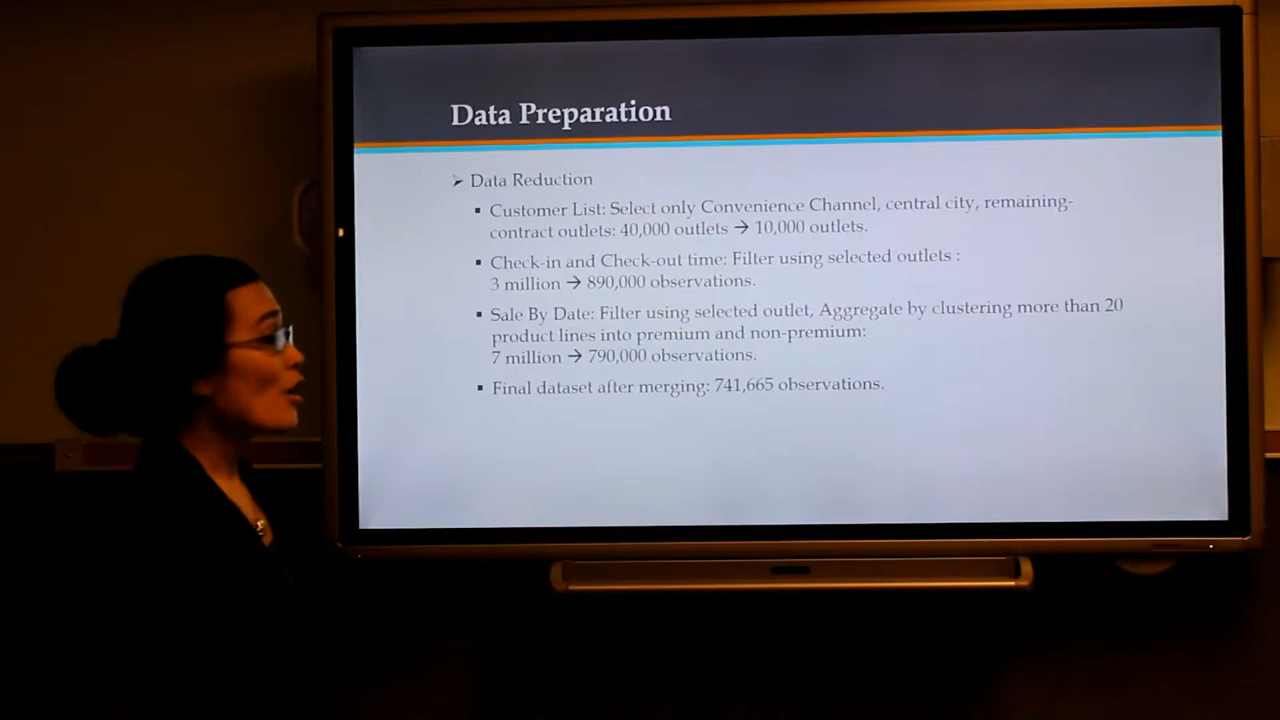 Data Preparation
➢ Data Reduction
▪ Customer List: Select only Convenience Channel, central city, remaining-
contract outlets: 40,000 outlets → 10,000 outlets.
▪ Check-in and Check-out time: Filter using selected outlets :
3 million → 890,000 observations.
▪ Sale By Date: Filter using selected outlet, Aggregate by clustering more than 20
product lines into premium and non-premium:
7 million → 790,000 observations.
▪ Final dataset after merging: 741,665 observations.